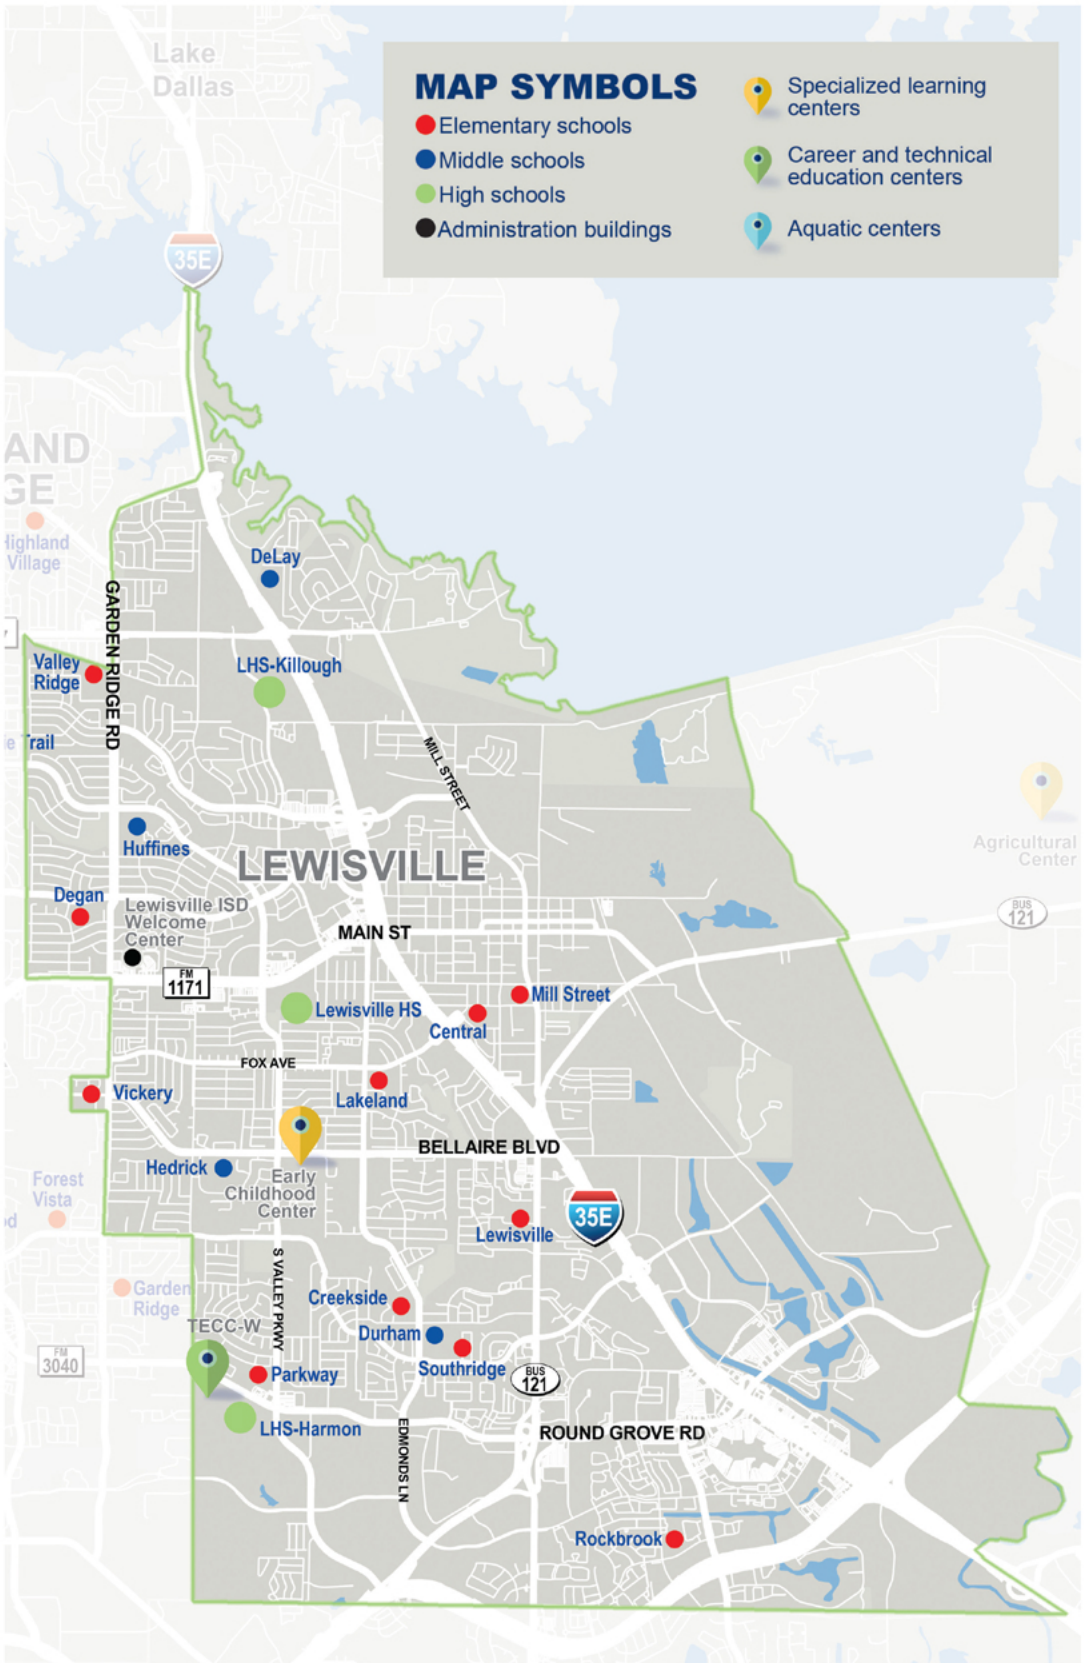 Lake
Dallas
MAP SYMBOLS
Elementary schools
Middle schools
High schools
Administration buildings
Specialized learning
centers
Career and technical
education centers
Aquatic centers
35E
AND
GE
Highland
Village
DeLay
GARDEN RIDGE RD
Valley
Ridge
LHS-Killough
Trail
MILL STREET
Huffines
LEWISVILLE
Agricultural
Center
Degan
Lewisville ISD
Welcome
Center
BUS
121
MAIN ST
FM
1171
Mill Street
Lewisville HS
Central
FOX AVE
Vickery
Lakeland
BELLAIRE BLVD
Hedrick
Early
Childhood
Center
Forest
Vista
od
35E
Lewisville
S VALLEY PKWY
Garden
Ridge
Creekside
TECC-W
Durham
FM
3040
Southridge
Parkway
BUS
121
LHS-Harmon
EDMONDS LN
ROUND GROVE RD
Rockbrook